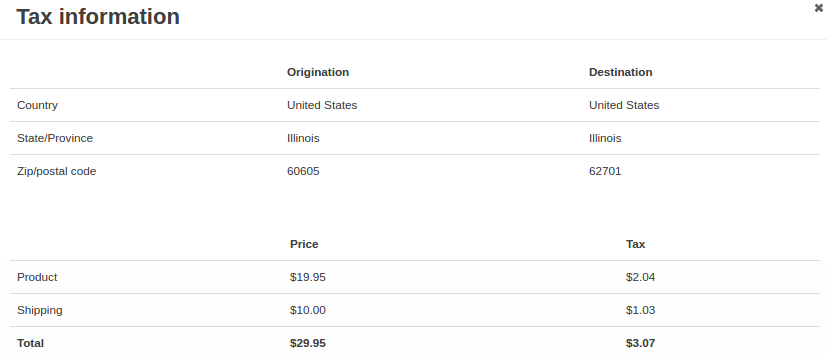 Tax information
✖
Origination Destination
Country United States United States
State/Province Illinois Illinois
Zip/postal code 60605 62701
Price Tax
Product $19.95 $2.04
Shipping $10.00 $1.03
Total $29.95 $3.07